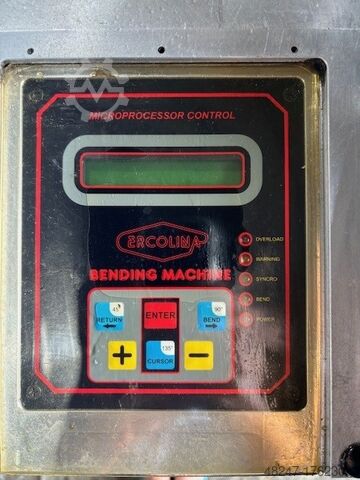 MICROPROCESSOR CONTROL
ERCOLINA
BENDING MACHINE
OVERLOAD
WARNING
SYNCRO
BEND
POWER
45°
RETURN
ENTER
90°
BEND
+
135°
CURSOR
-